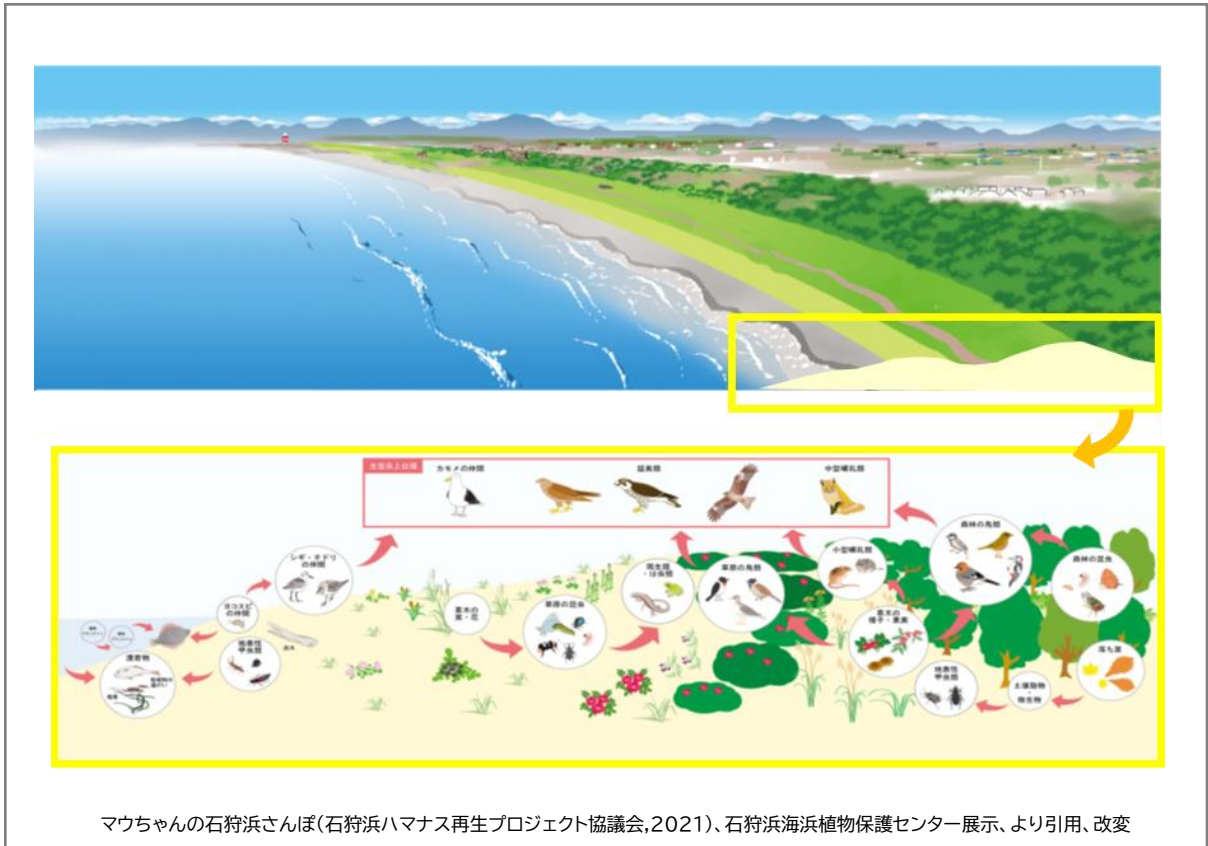 生態系上位種
カモメの仲間
猛禽類
中型哺乳類
シギ・チドリ
の仲間
ヨコエビ
の仲間
漂着物
地表性
甲虫類
流木
草木の
葉・花
草原の昆虫
両生類
・は虫類
草原の鳥類
小型哺乳類
草木の
種子・果実
森林の鳥類
森林の昆虫
地表性
甲虫類
土壌動物
・
微生物
落ち葉
マウちゃんの石狩浜さんぽ(石狩浜ハマナス再生プロジェクト協議会,2021)、石狩浜海浜植物保護センター展示、より引用、改変